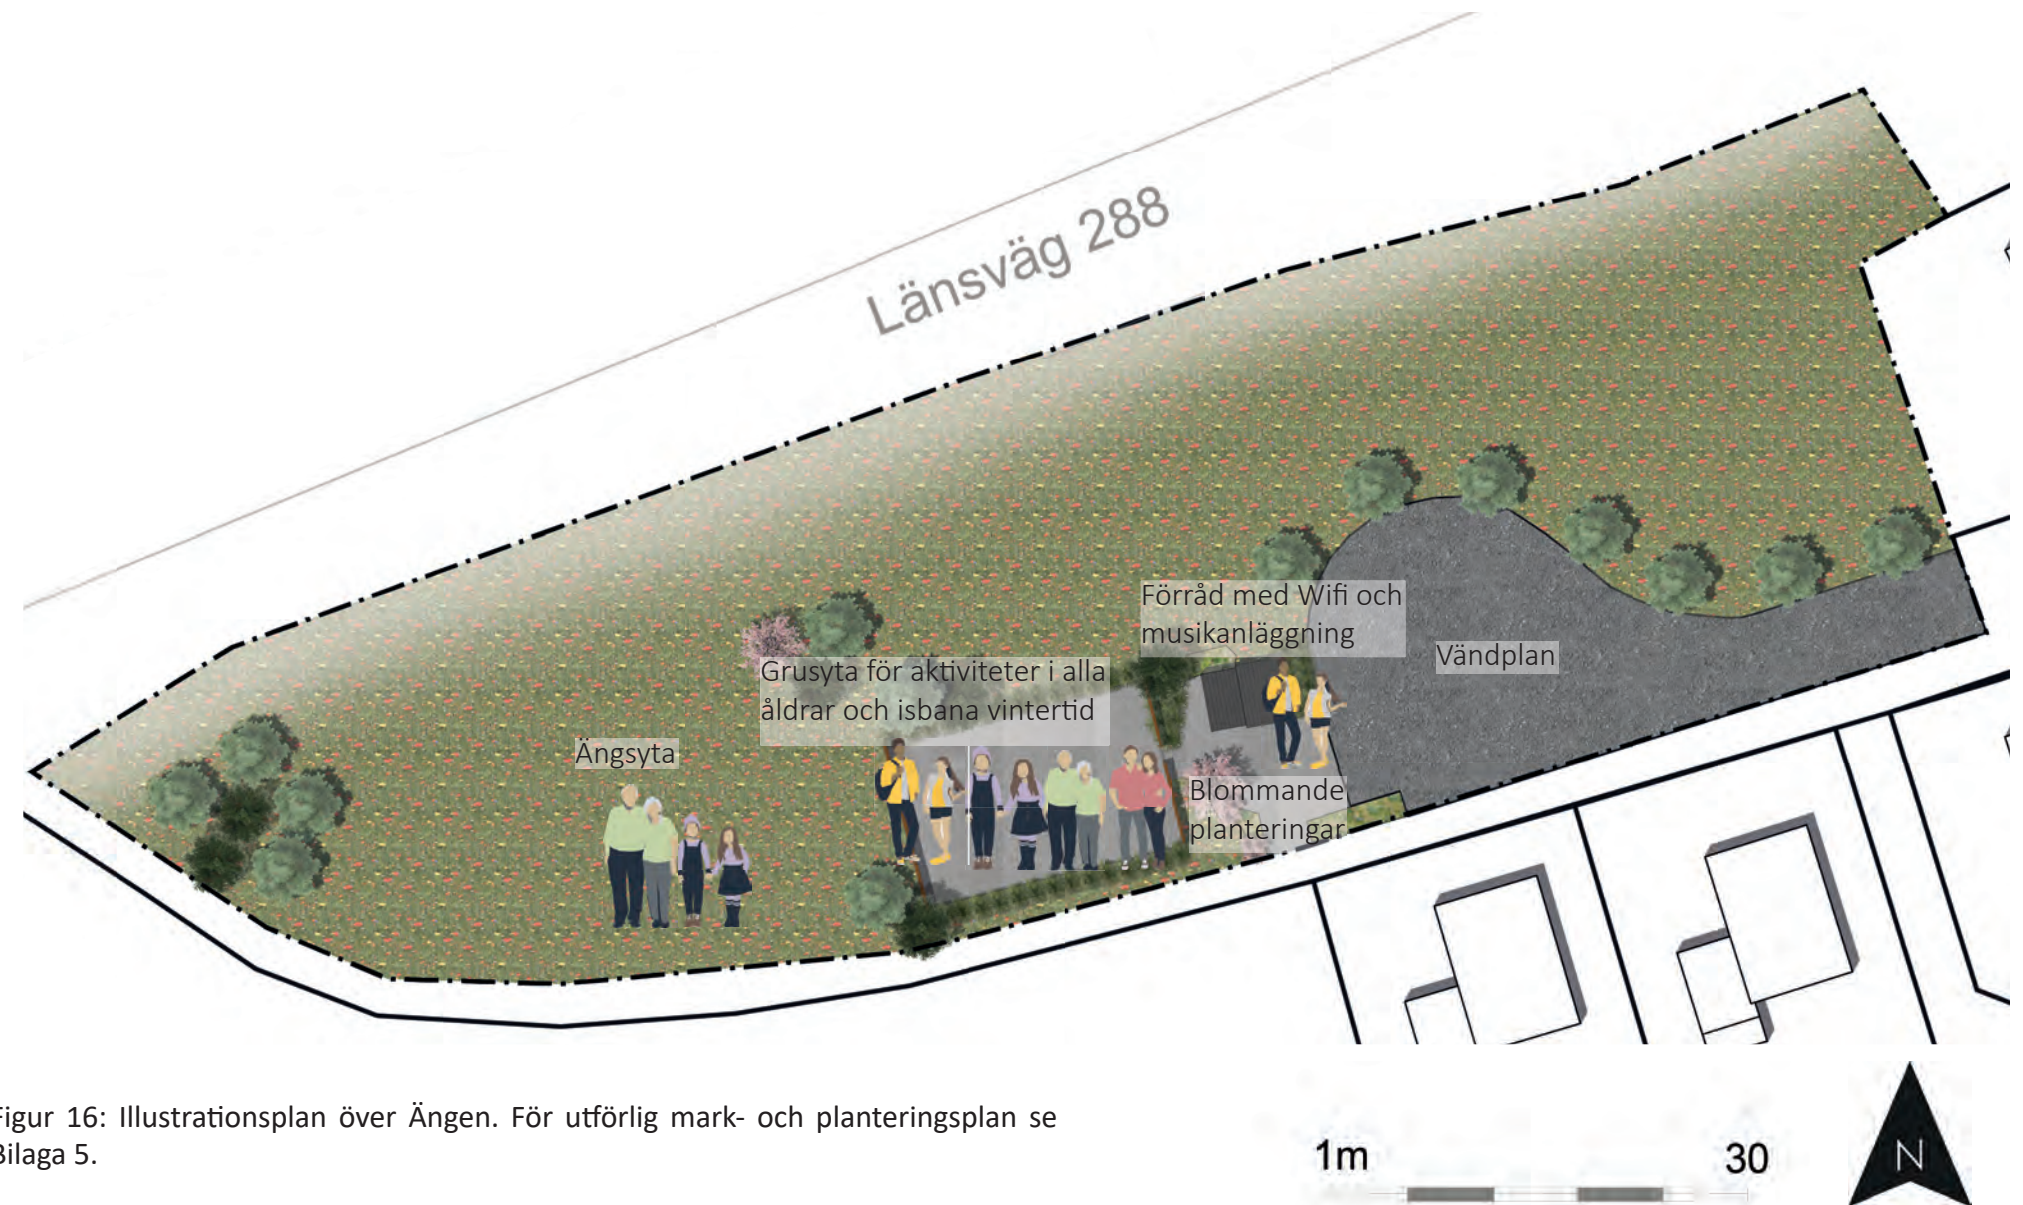 Länsväg 288
Förråd med Wifi och
musikanläggning
Vändplan
Grusyta för aktiviteter i alla
åldrar och isbana vintertid
Ängsyta
Blommande
planteringar
Figur 16: Illustrationsplan över Ängen. För utförlig mark- och planteringsplan se
Bilaga 5.
1m 30
N